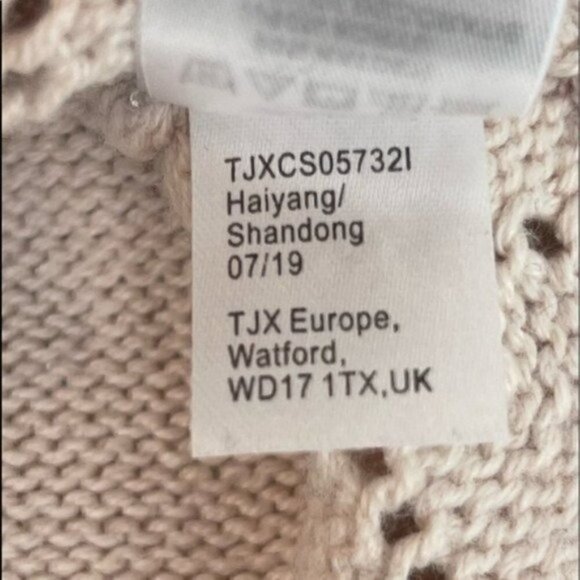 TJXCS05732I
Haiyang/
Shandong
07/19
TJX Europe,
Watford,
WD17 1TX,UK